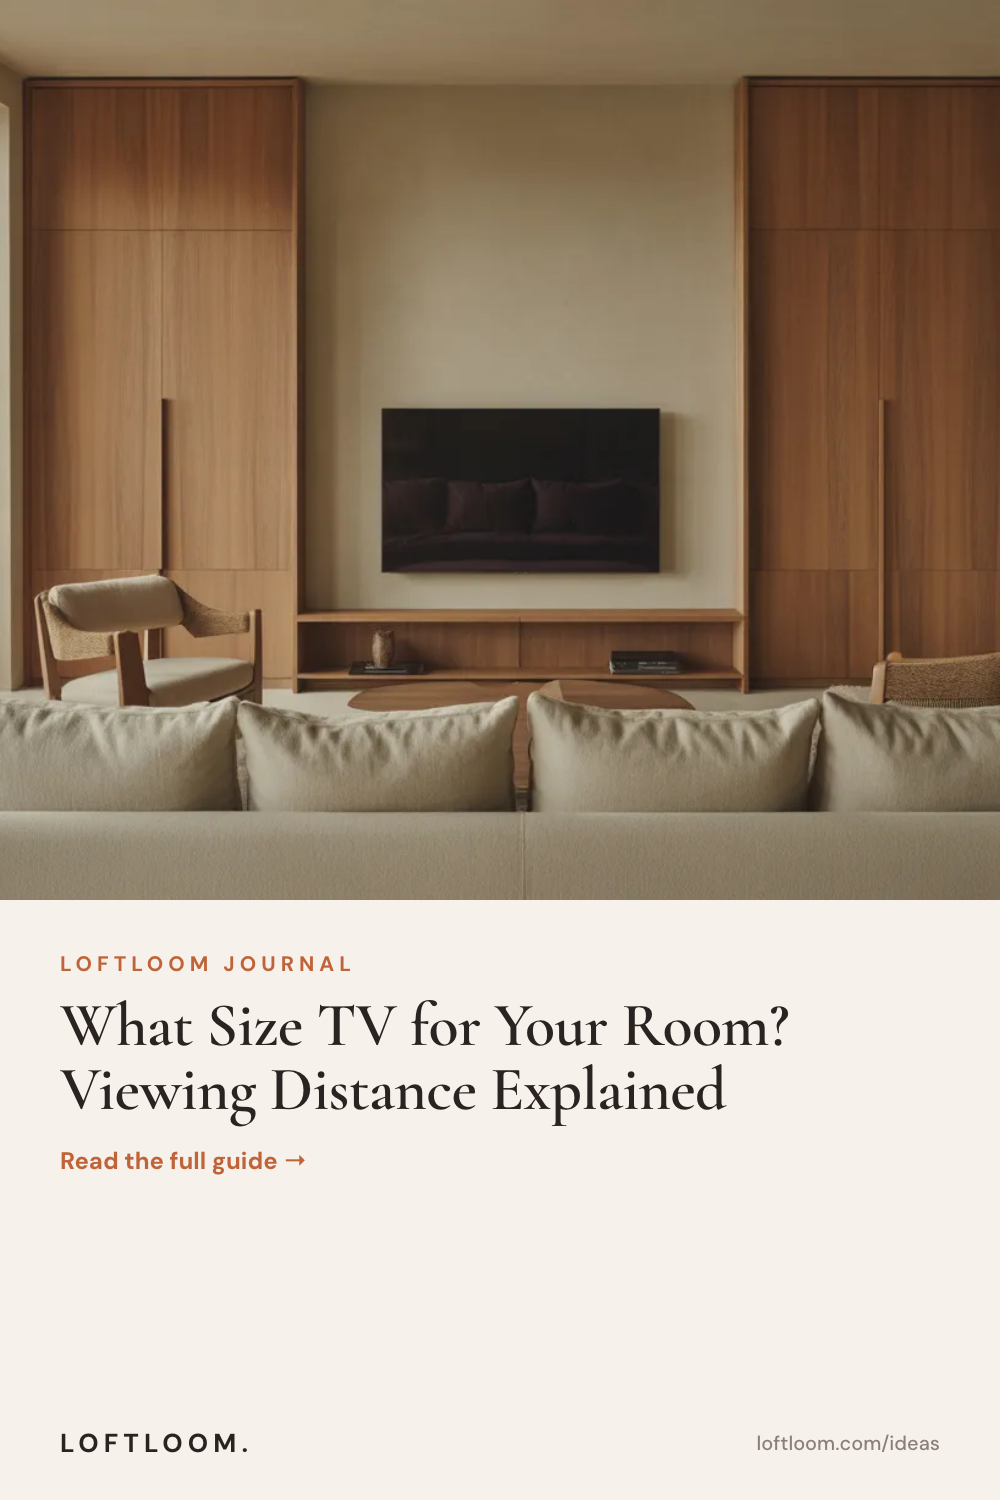 LOFTLOOM JOURNAL
What Size TV for Your Room?
Viewing Distance Explained
Read the full guide →
LOFTLOOM.
loftloom.com/ideas